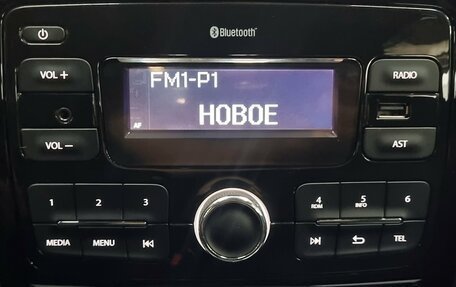 Bluetooth
VOL +
FM1-P1
RADIO
НОВОЕ
AF
VOL –
AST
1 2 3
4 RDM 5 INFO 6
MEDIA MENU
TEL